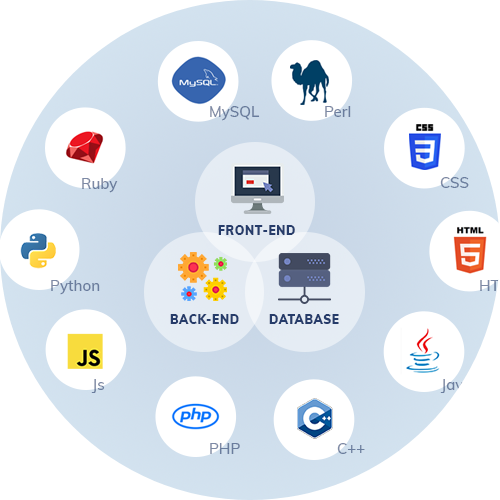 MySQL
MySQL
Perl
CSS
CSS
Ruby
FRONT-END
HTML
HT
Python
BACK-END
DATABASE
JS
Js
Jav
php
PHP
C++
C++